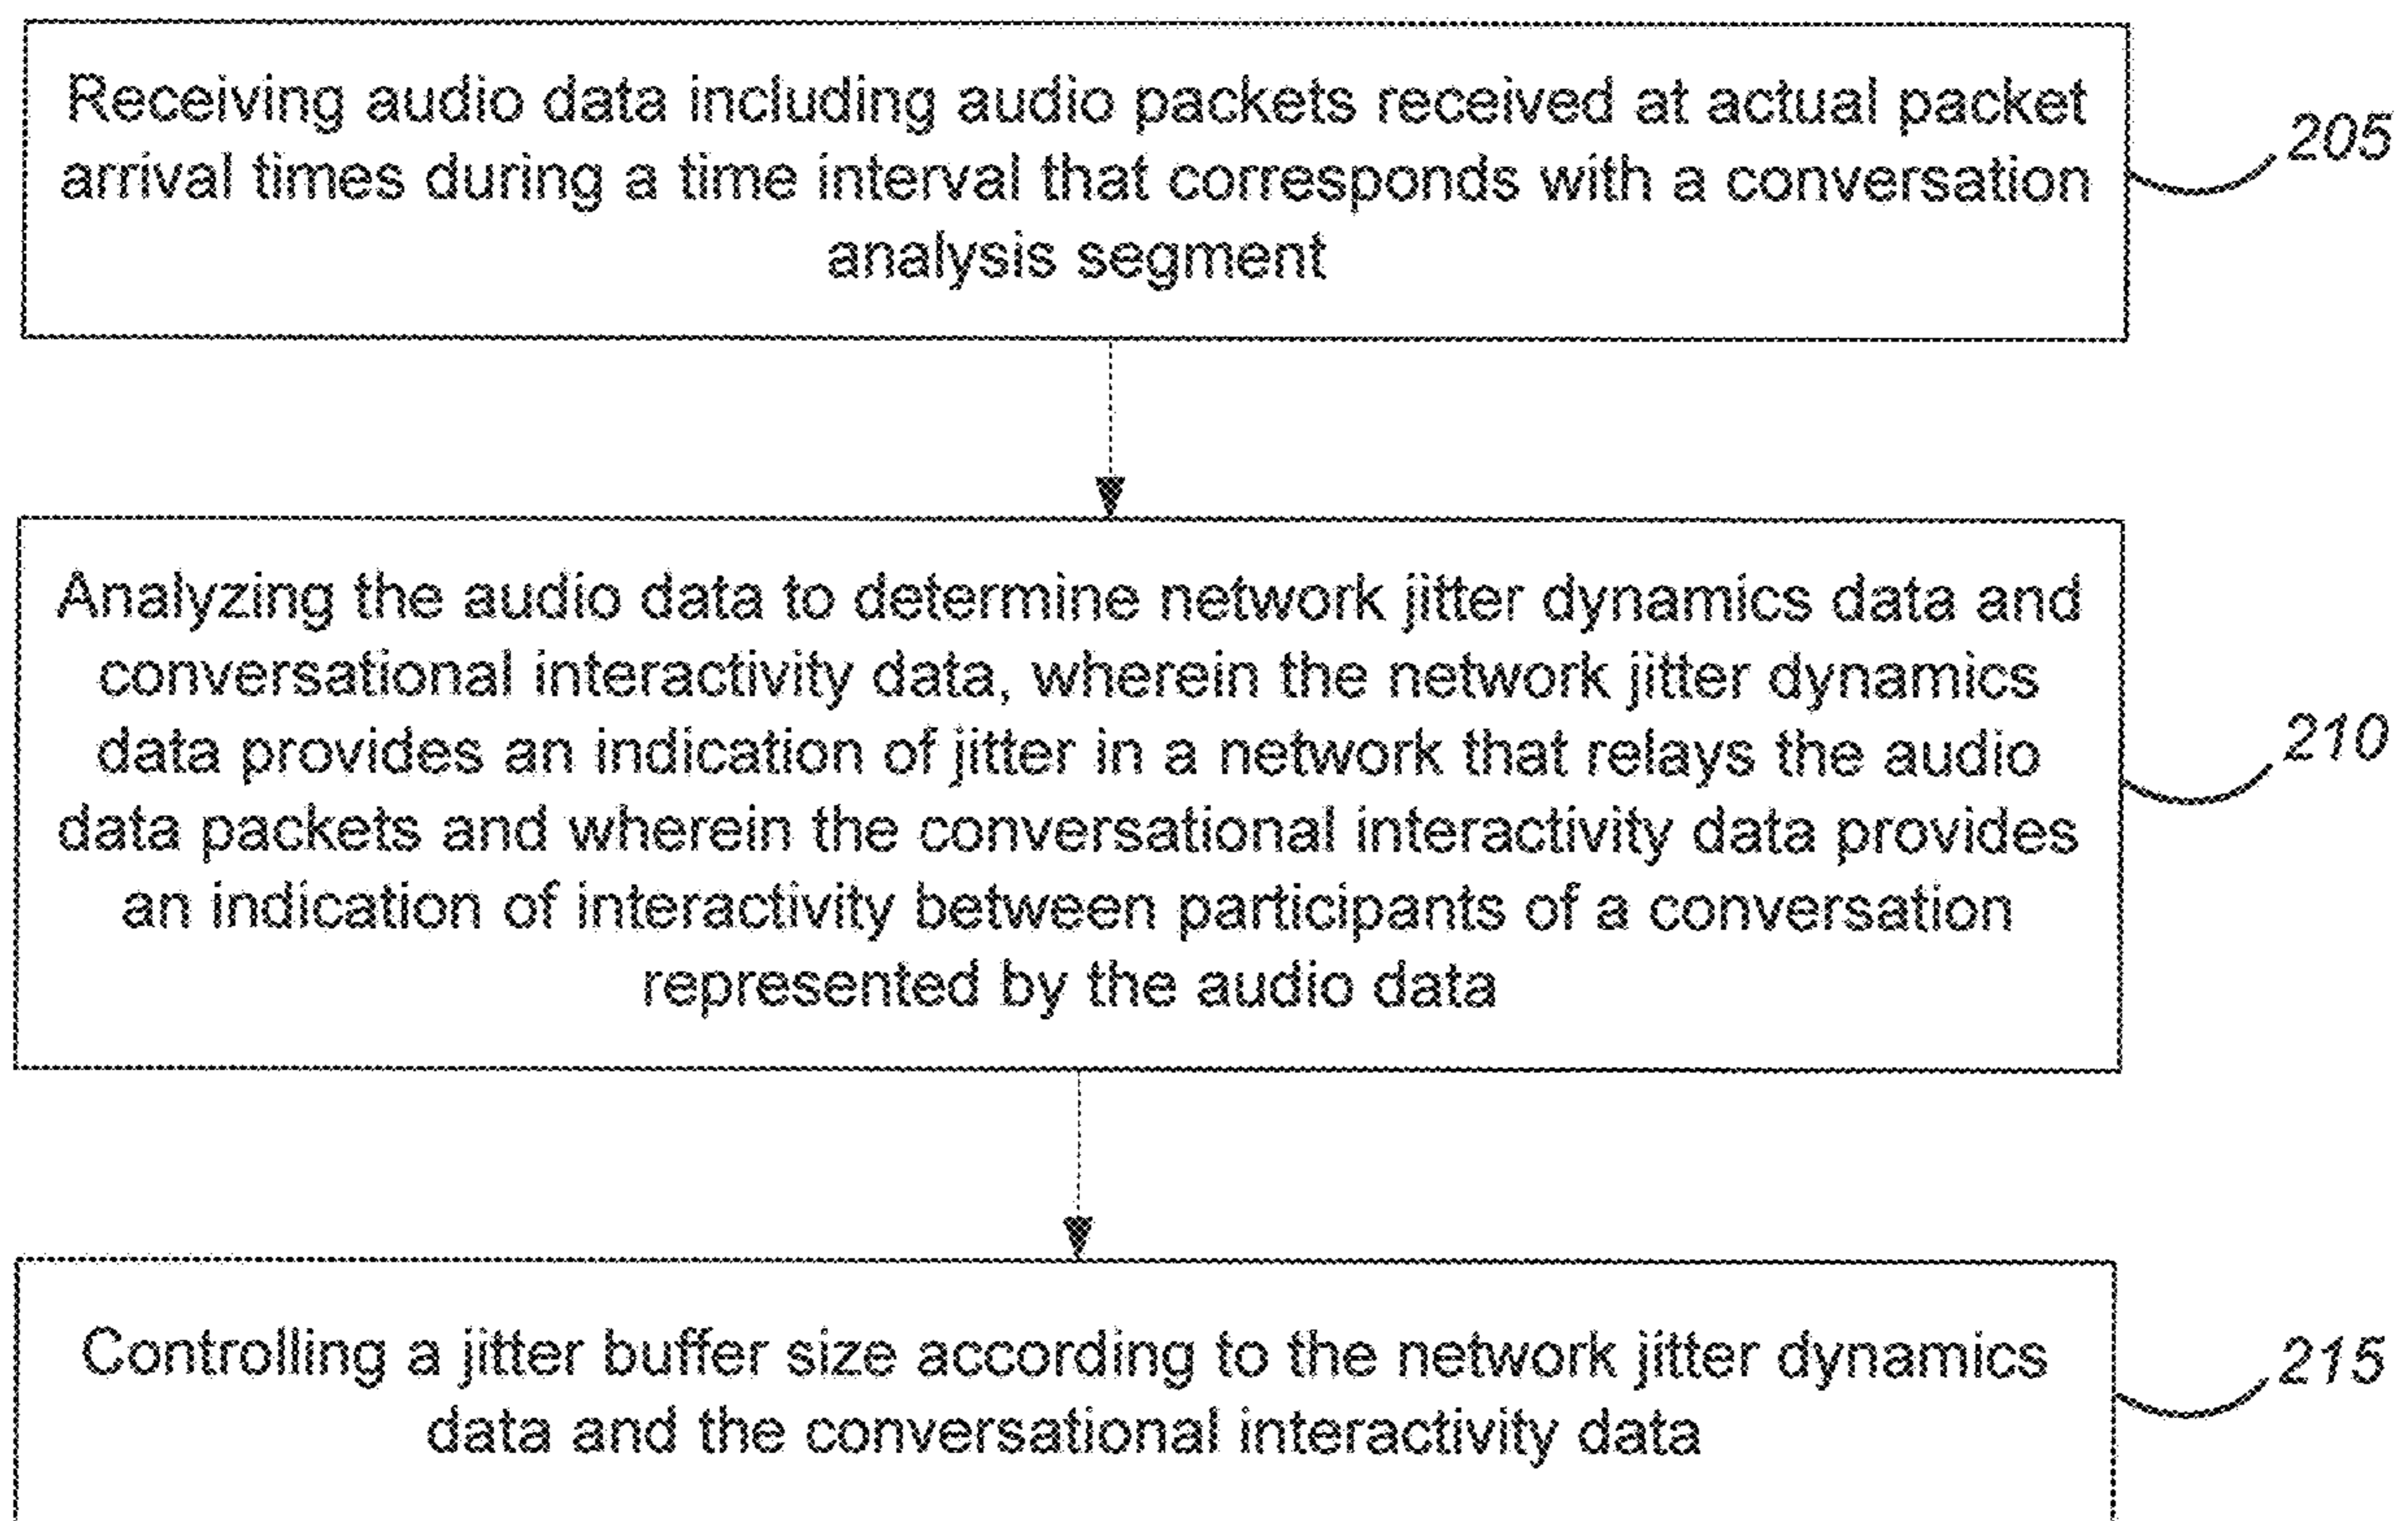 Receiving audio data including audio packets received at actual packet
arrival times during a time interval that corresponds with a conversation
analysis segment
205
Analyzing the audio data to determine network jitter dynamics data and
conversational interactivity data, wherein the network jitter dynamics
data provides an indication of jitter in a network that relays the audio
data packets and wherein the conversational interactivity data provides
an indication of interactivity between participants of a conversation
represented by the audio data
210
Controlling a jitter buffer size according to the network jitter dynamics
data and the conversational interactivity data
215